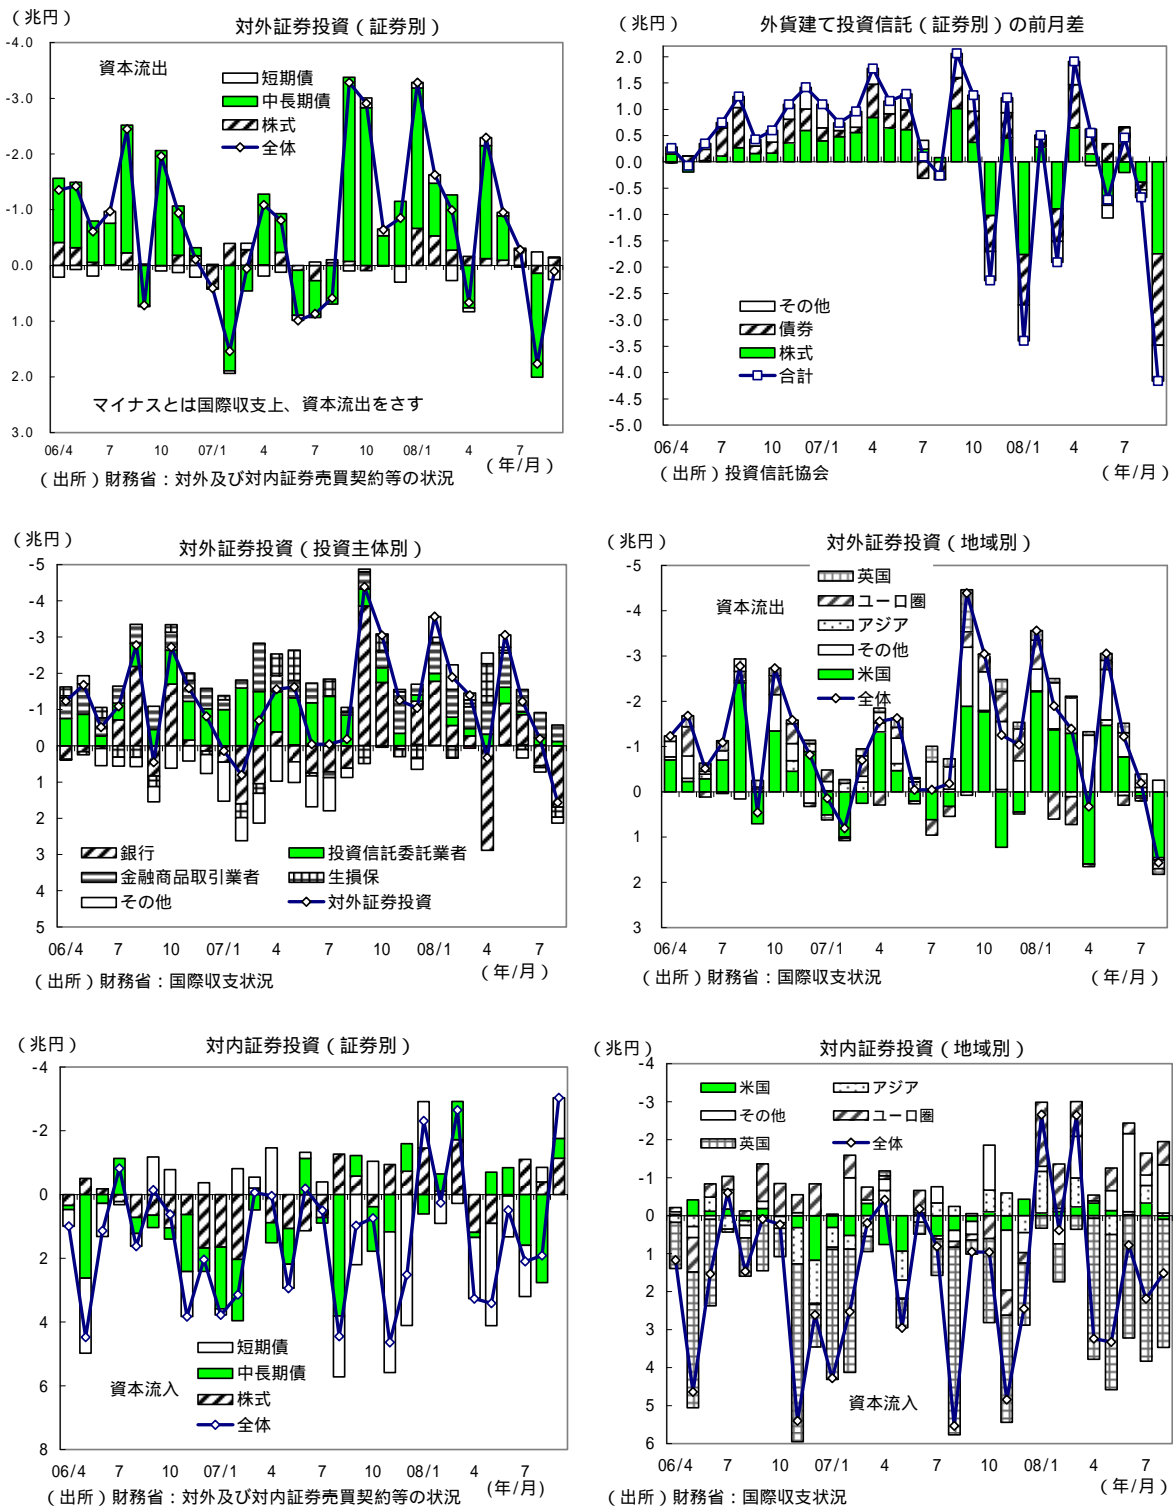 （兆円）
対外証券投資（証券別）
-4.0
-3.0
-2.0
-1.0
0.0
1.0
2.0
3.0
資本流出
短期債
中長期債
株式
全体
マイナスとは国際収支上、資本流出をさす
06/4 7 10 07/1 4 7 10 08/1 4 7
（年/月）
（出所）財務省：対外及び対内証券売買契約等の状況
（兆円）
外貨建て投資信託（証券別）の前月差
2.0
1.5
1.0
0.5
0.0
-0.5
-1.0
-1.5
-2.0
-2.5
-3.0
-3.5
-4.0
-4.5
-5.0
その他
債券
株式
合計
06/4 7 10 07/1 4 7 10 08/1 4 7
（年/月）
（出所）投資信託協会
（兆円）
対外証券投資（投資主体別）
-5
-4
-3
-2
-1
0
1
2
3
4
5
銀行
投資信託委託業者
金融商品取引業者
生損保
その他
対外証券投資
06/4 7 10 07/1 4 7 10 08/1 4 7
（年/月）
（出所）財務省：国際収支状況
（兆円）
対外証券投資（地域別）
-5
-4
-3
-2
-1
0
1
2
3
資本流出
英国
ユーロ圏
アジア
その他
米国
全体
06/4 7 10 07/1 4 7 10 08/1 4 7
（年/月）
（出所）財務省：国際収支状況
（兆円）
対内証券投資（証券別）
-4
-2
0
2
4
6
8
短期債
中長期債
株式
全体
資本流入
06/4 7 10 07/1 4 7 10 08/1 4 7
（年/月）
（出所）財務省：対外及び対内証券売買契約等の状況
（兆円）
対内証券投資（地域別）
-4
-3
-2
-1
0
1
2
3
4
5
6
米国
アジア
その他
ユーロ圏
英国
全体
資本流入
06/4 7 10 07/1 4 7 10 08/1 4 7
（年/月）
（出所）財務省：国際収支状況